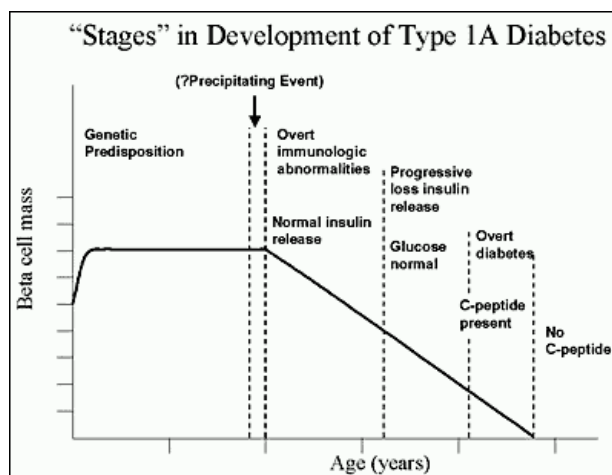 “Stages” in Development of Type 1A Diabetes
(?Precipitating Event)
Genetic
Predisposition
Overt
immunologic
abnormalities
Normal insulin
release
Progressive
loss insulin
release
Glucose
normal
Overt
diabetes
C-peptide
present
No
C-peptide
Beta cell mass
Age (years)